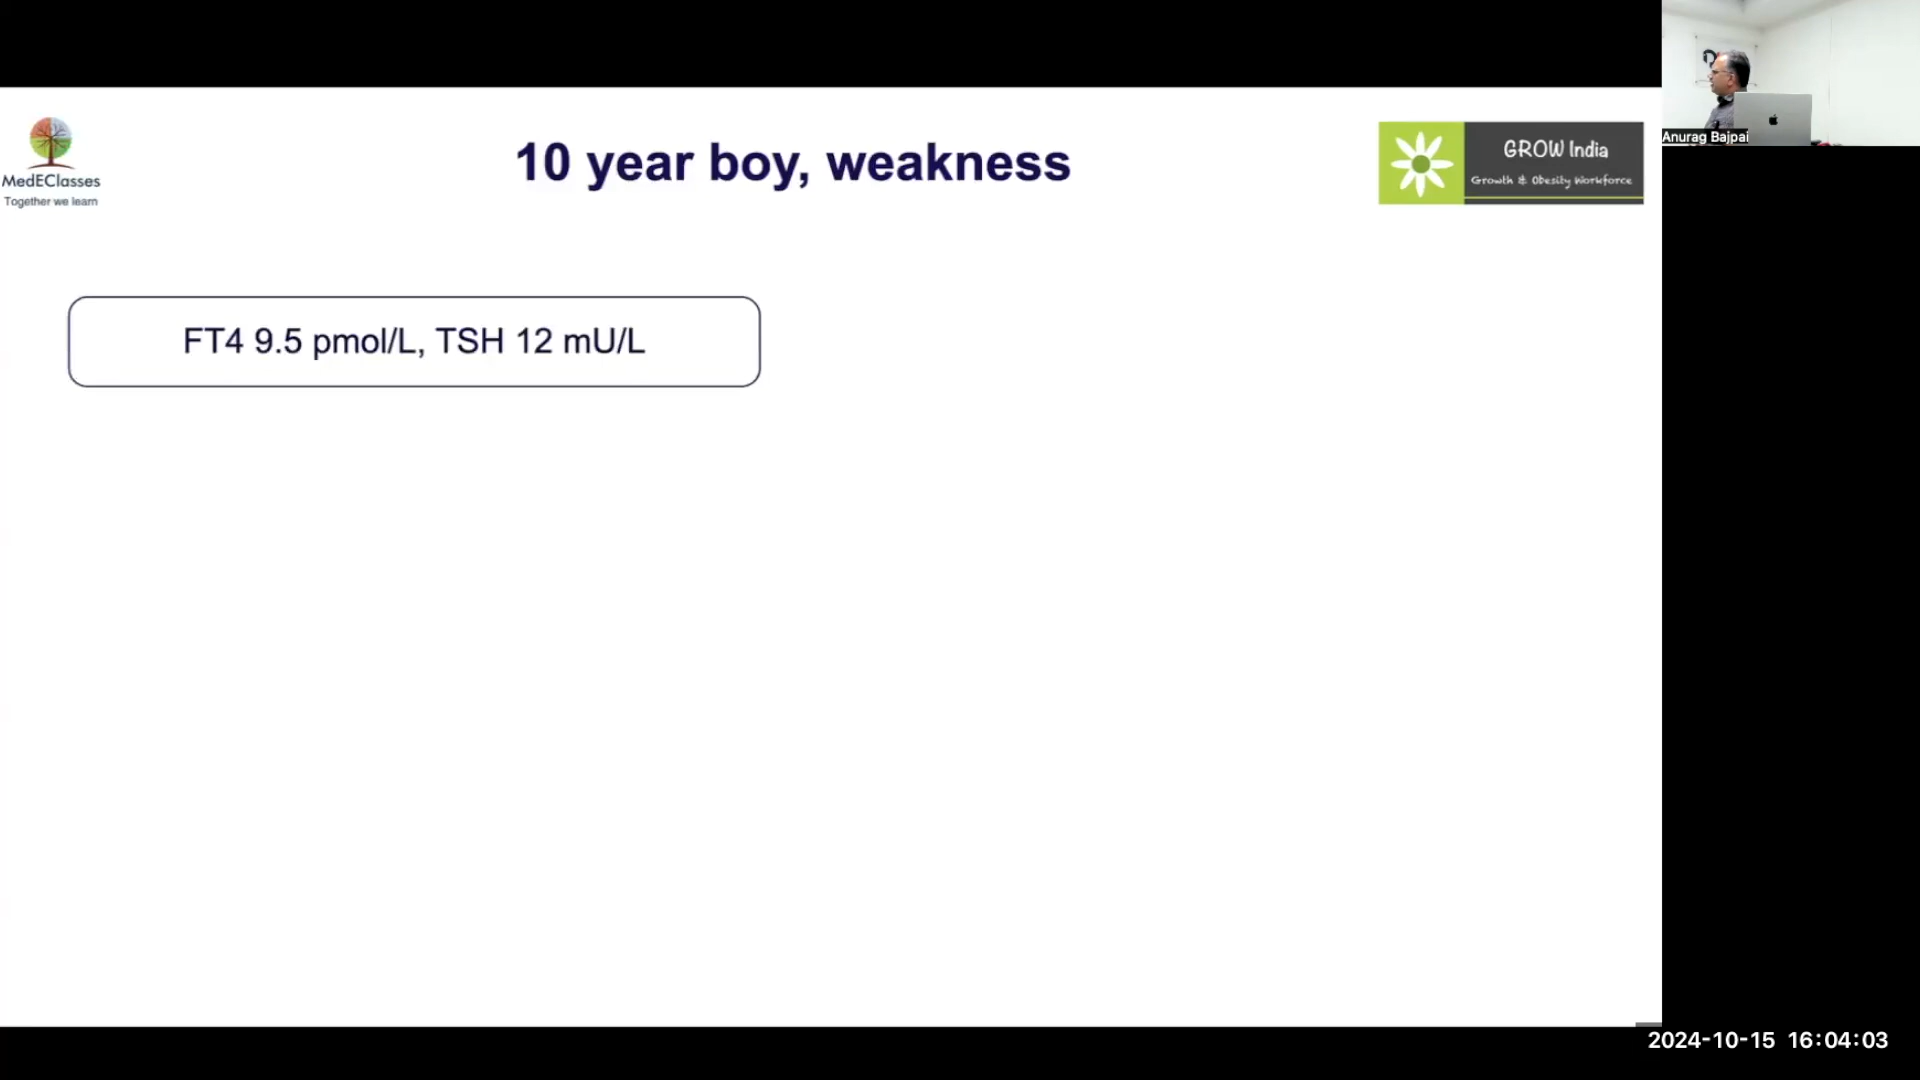 MedEClasses
Together we learn
10 year boy, weakness
GROW India
Growth & Obesity Workforce
Anurag Bajpai
FT4 9.5 pmol/L, TSH 12 mU/L
2024-10-15 16:04:03